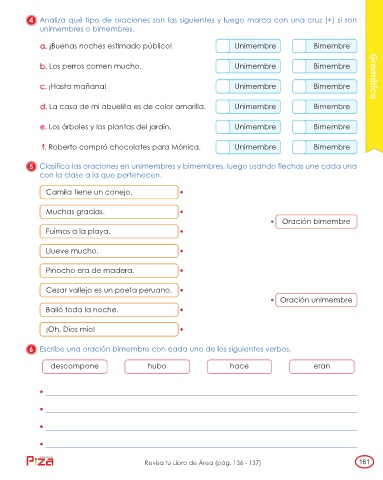 4 Analiza qué tipo de oraciones son las siguientes y luego marca con una cruz (+) si son
unimembres o bimembres.
a. ¡Buenas noches estimado público! Unimembre Bimembre
b. Los perros comen mucho. Unimembre Bimembre
c. ¡Hasta mañana! Unimembre Bimembre
d. La casa de mi abuelita es de color amarilla. Unimembre Bimembre
e. Los árboles y las plantas del jardín. Unimembre Bimembre
f. Roberto compró chocolates para Mónica. Unimembre Bimembre
Gramática
5 Clasifica las oraciones en unimembres y bimembres, luego usando flechas une cada una
con la clase a la que pertenecen.
Camila tiene un conejo.
Muchas gracias.
Oración bimembre
Fuimos a la playa.
Llueve mucho.
Pinocho era de madera.
Cesar vallejo es un poeta peruano.
Oración unimembre
Bailó toda la noche.
¡Oh, Dios mío!
6 Escribe una oración bimembre con cada uno de los siguientes verbos.
descompone hubo hace eran
Piza
Revisa tu Libro de Área (pág. 136 - 137)
161